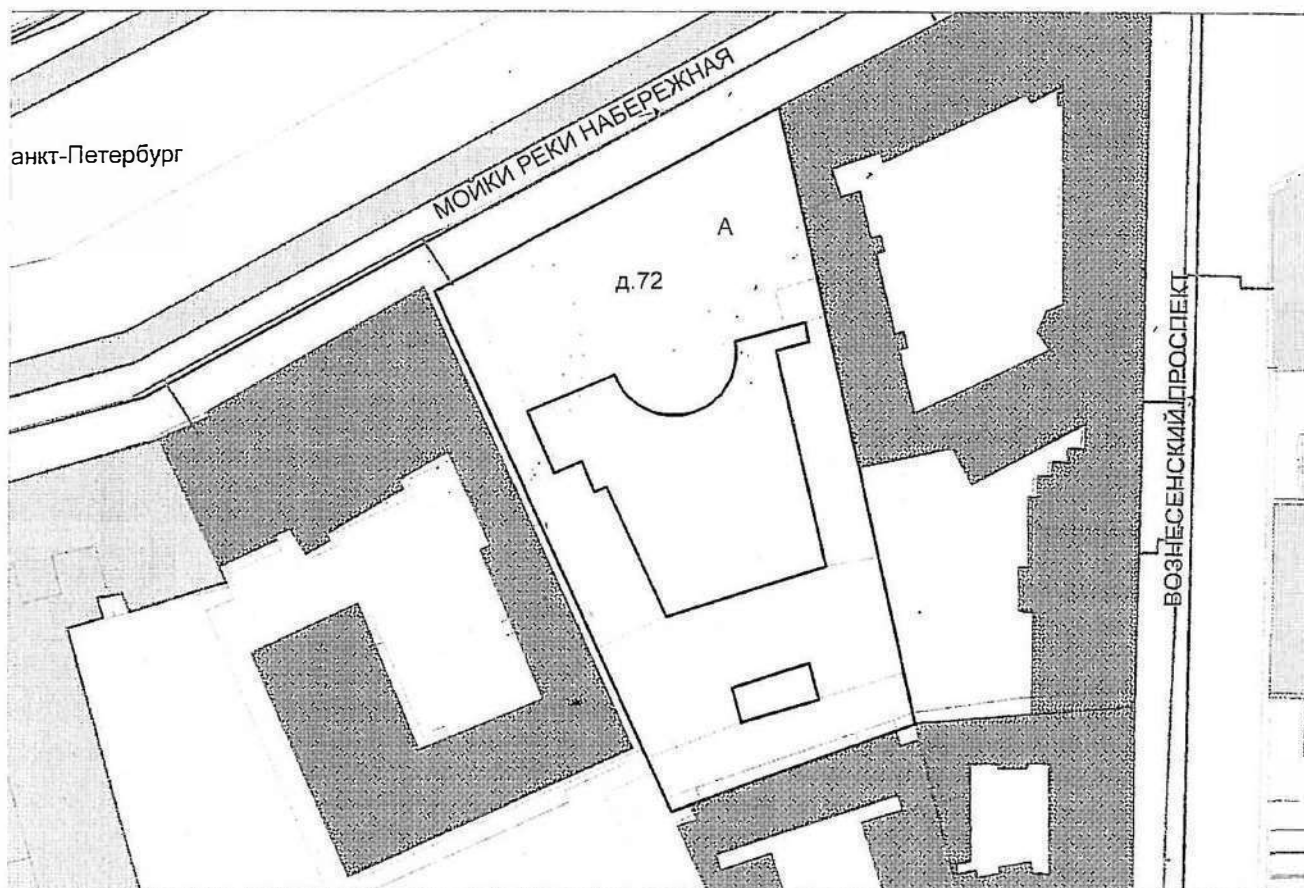 МОЙКИ РЕКИ НАБЕРЕЖНАЯ
анкт-Петербург
А
д.72
ВОЗНЕСЕНСКИЙ ПРОСПЕКТ